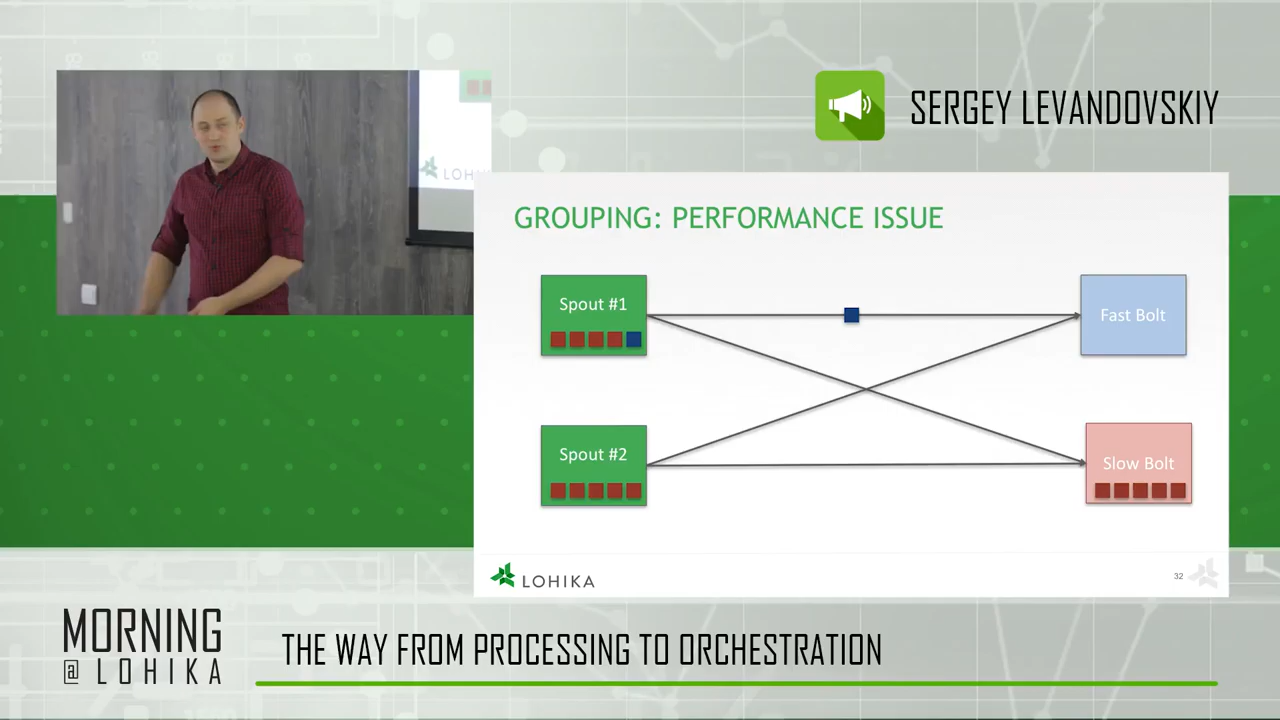 SERGEY LEVANDOVSKIY
LOHIK
GROUPING: PERFORMANCE ISSUE
Spout #1
Fast Bolt
Spout #2
Slow Bolt
LOHIKA
32
MORNING
@ LOHIKA
THE WAY FROM PROCESSING TO ORCHESTRATION